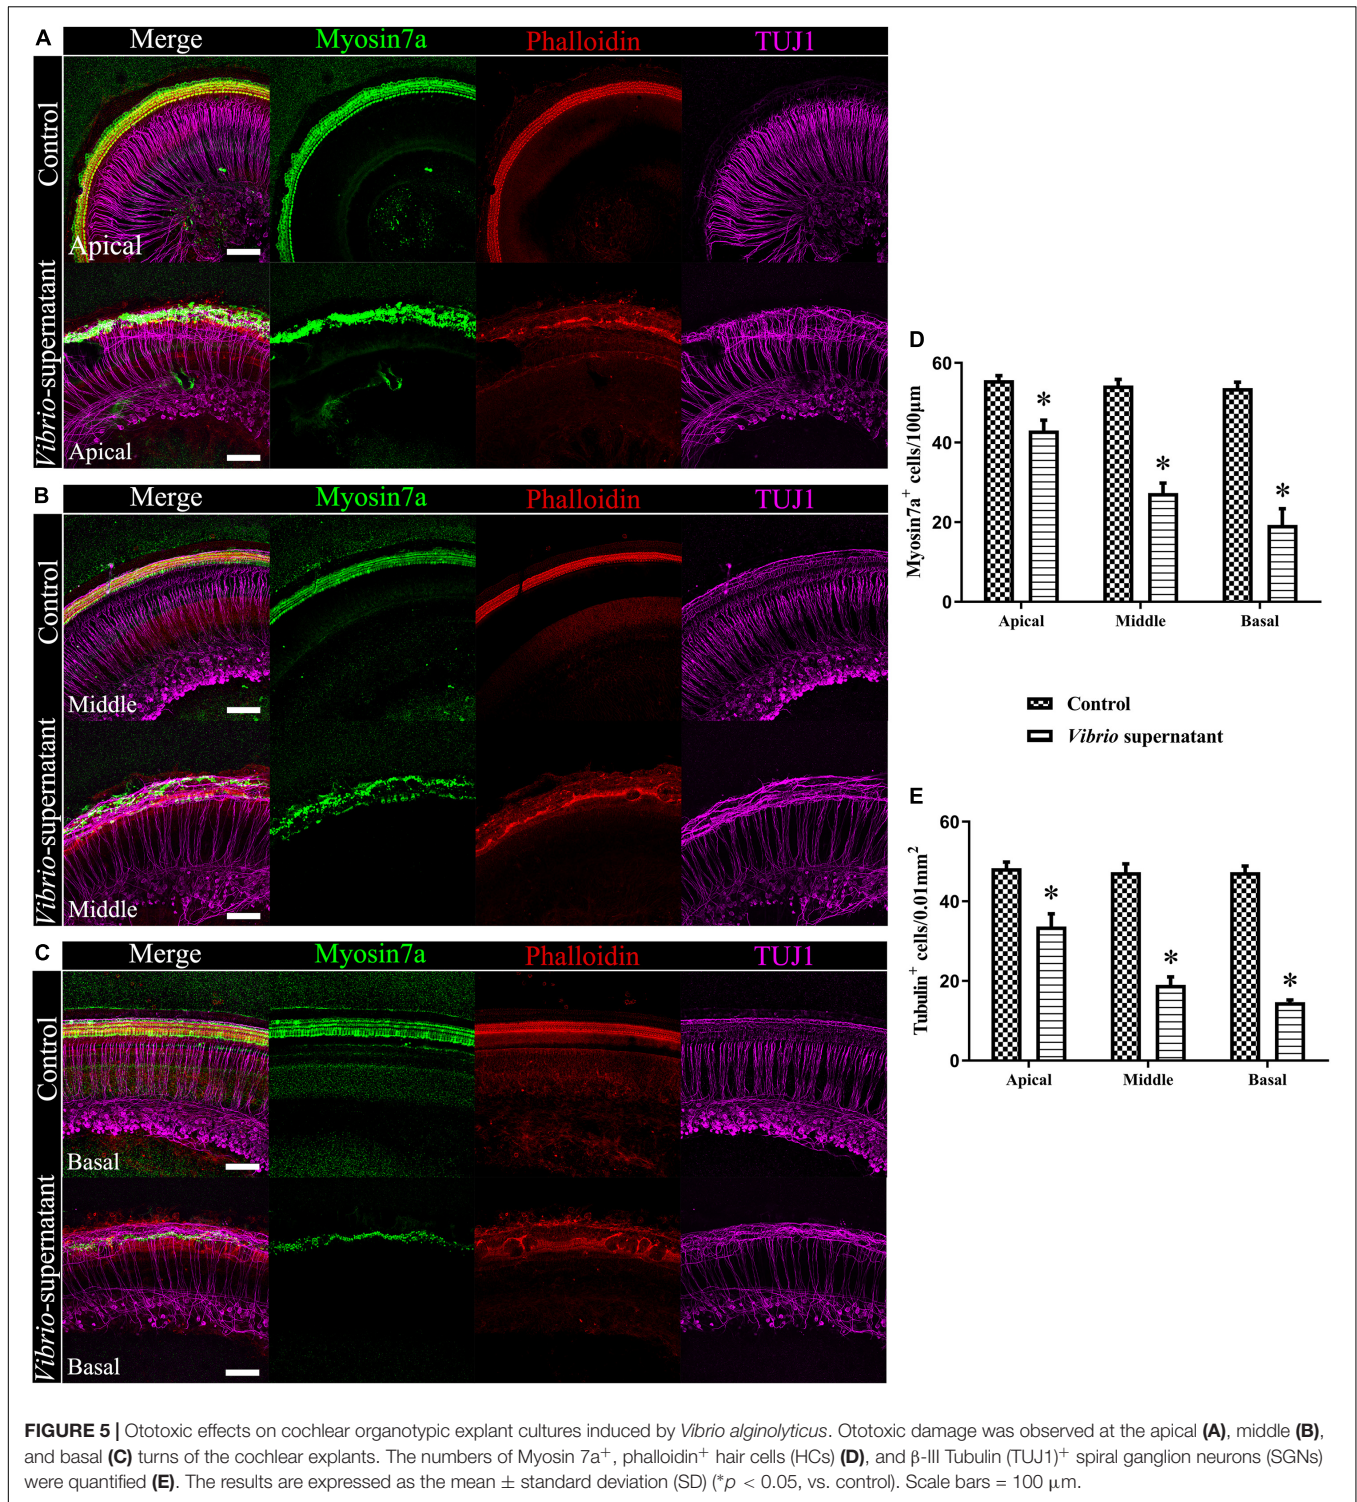 A
Merge Myosin7a Phalloidin TUJ1
Control
Apical
Vibrio-supernatant
Apical
B
Merge Myosin7a Phalloidin TUJ1
Control
Middle
Vibrio-supernatant
Middle
C
Merge Myosin7a Phalloidin TUJ1
Control
Basal
Vibrio-supernatant
Basal
D
Myosin7a⁺ cells/100μm
60
40
20
0
* * *
Apical Middle Basal
Control
Vibrio supernatant
E
Tubulin⁺ cells/0.01mm²
60
40
20
0
* * *
Apical Middle Basal
FIGURE 5 | Ototoxic effects on cochlear organotypic explant cultures induced by Vibrio alginolyticus. Ototoxic damage was observed at the apical (A), middle (B),
and basal (C) turns of the cochlear explants. The numbers of Myosin 7a⁺, phalloidin⁺ hair cells (HCs) (D), and β-III Tubulin (TUJ1)⁺ spiral ganglion neurons (SGNs)
were quantified (E). The results are expressed as the mean ± standard deviation (SD) (*p < 0.05, vs. control). Scale bars = 100 μm.